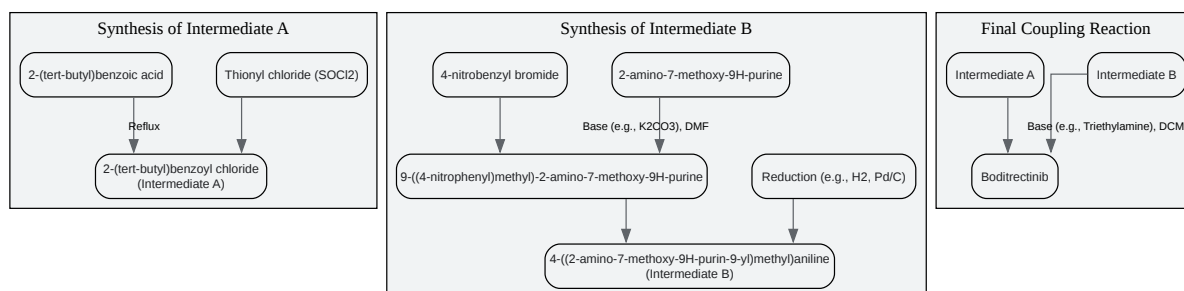 Synthesis of Intermediate A
2-(tert-butyl)benzoic acid
Thionyl chloride (SOCl2)
Reflux
2-(tert-butyl)benzoyl chloride
(Intermediate A)
Synthesis of Intermediate B
4-nitrobenzyl bromide
2-amino-7-methoxy-9H-purine
Base (e.g., K2CO3), DMF
9-((4-nitrophenyl)methyl)-2-amino-7-methoxy-9H-purine
Reduction (e.g., H2, Pd/C)
4-((2-amino-7-methoxy-9H-purin-9-yl)methyl)aniline
(Intermediate B)
Final Coupling Reaction
Intermediate A
Intermediate B
Base (e.g., Triethylamine), DCM
Boditrectinib